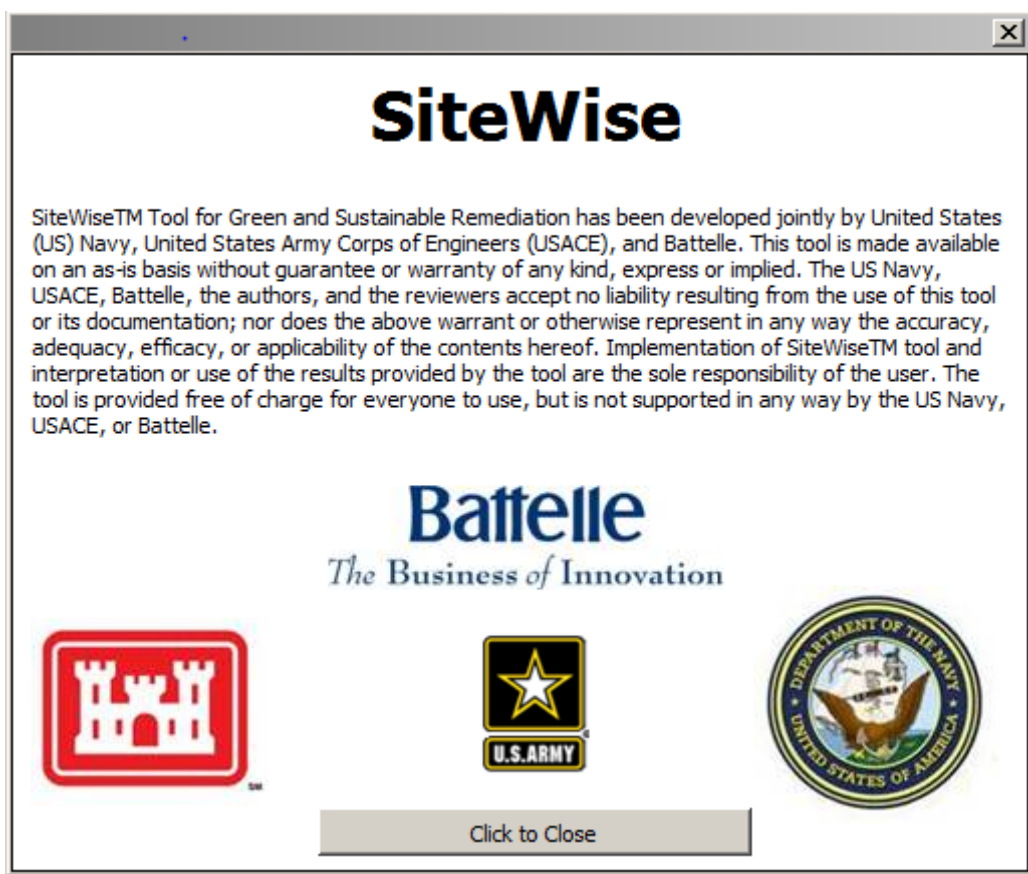 SiteWise
SiteWiseTM Tool for Green and Sustainable Remediation has been developed jointly by United States
(US) Navy, United States Army Corps of Engineers (USACE), and Battelle. This tool is made available
on an as-is basis without guarantee or warranty of any kind, express or implied. The US Navy,
USACE, Battelle, the authors, and the reviewers accept no liability resulting from the use of this tool
or its documentation; nor does the above warrant or otherwise represent in any way the accuracy,
adequacy, efficacy, or applicability of the contents hereof. Implementation of SiteWiseTM tool and
interpretation or use of the results provided by the tool are the sole responsibility of the user. The
tool is provided free of charge for everyone to use, but is not supported in any way by the US Navy,
USACE, or Battelle.
Battelle
The Business of Innovation
SM
U.S.ARMY
DEPARTMENT OF THE NAVY
UNITED STATES OF AMERICA
Click to Close